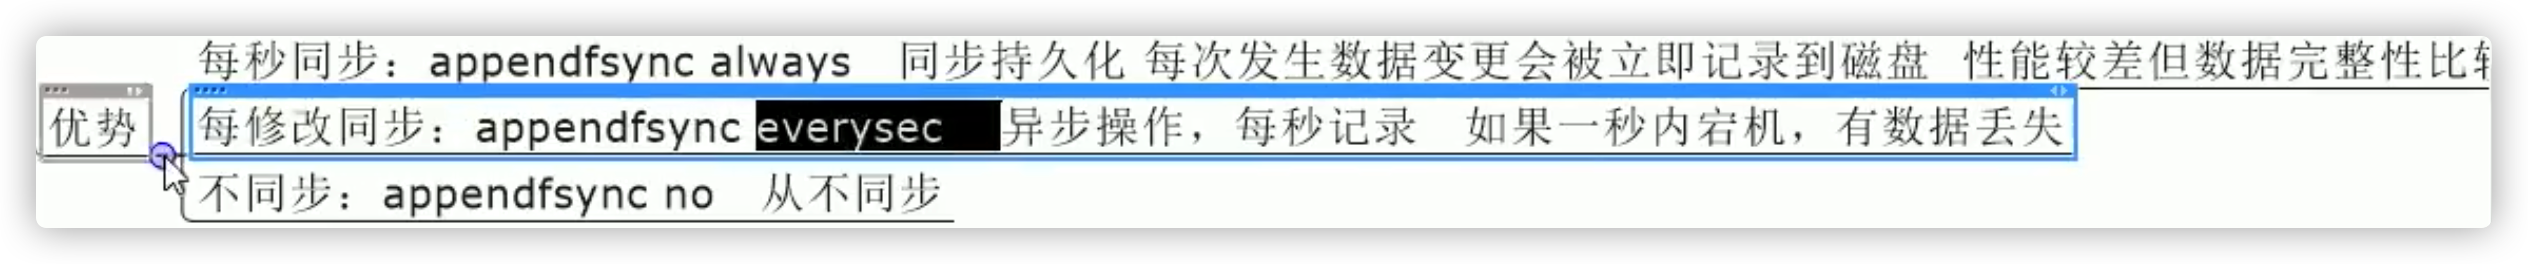 每秒同步：appendfsync always 同步持久化 每次发生数据变更会被立即记录到磁盘 性能较差但数据完整性比
优势
每修改同步：appendfsync everysec 异步操作，每秒记录 如果一秒内宕机，有数据丢失
不同步：appendfsync no 从不同步